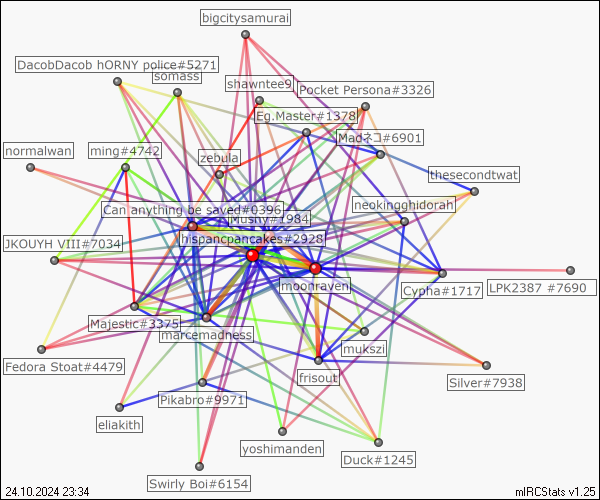 bigcitysamurai
DacobDacob hORNY police#5271
somass
shawntee9
Pocket Persona#3326
Eg.Master#1378
Madネコ#6901
normalwan
ming#4742
zebula
thesecondtwat
Can anything be saved#0396
neokingghidorah
Mushy#1984
hispancpancakes#2928
JKOUYH VIII#7034
moonraven
Cypha#1717
LPK2387 #7690
Majestic#3375
marcemadness
mukszi
Fedora Stoat#4479
frisout
Silver#7938
Pikabro#9971
eliakith
yoshimanden
Duck#1245
Swirly Boi#6154
24.10.2024 23:34
mIRCStats v1.25